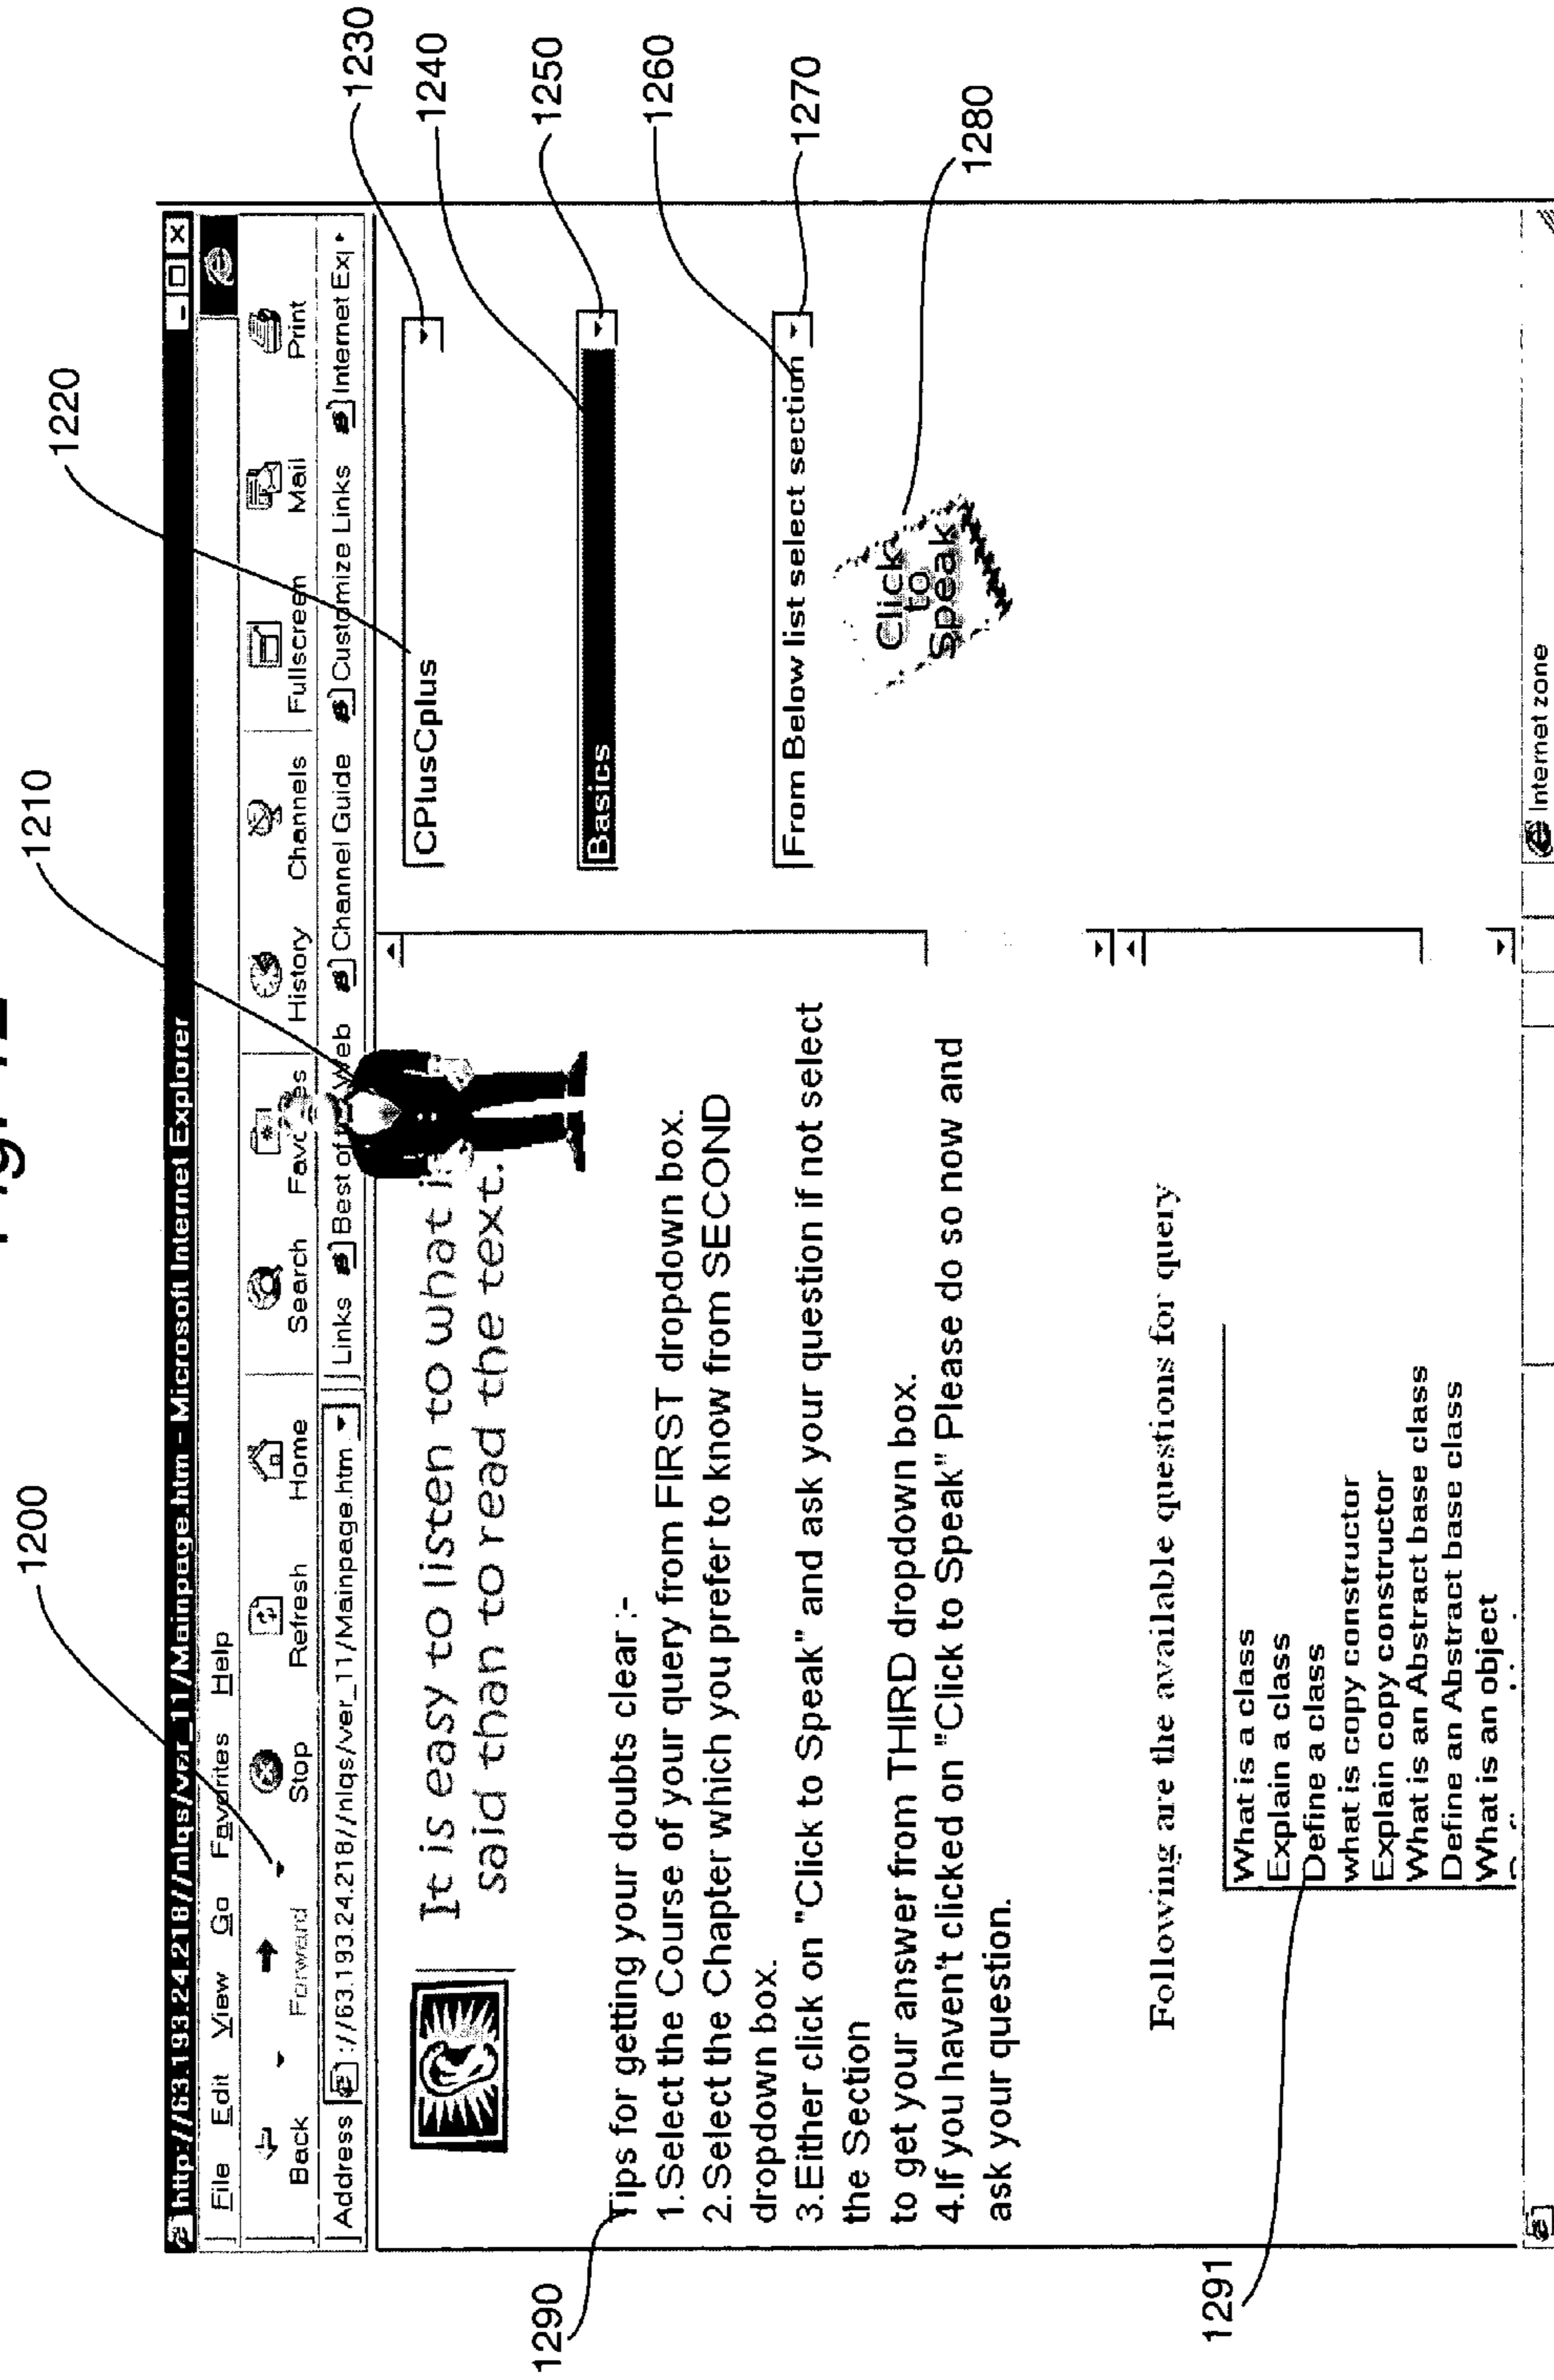 1200
1210
1220
http://63.193.24.218//nlqs/ver_11/Mainpage.htm - Microsoft Internet Explorer
File Edit View Go Favorites Help
Back Forward Stop Refresh Home Search Favorites History Channels Fullscreen Mail Print
Address ://63.193.24.218//nlqs/ver_11/Mainpage.htm Links Best of Web Channel Guide Customize Links Internet Exp
It is easy to listen to what is
said than to read the text.
Tips for getting your doubts clear :-
1.Select the Course of your query from FIRST dropdown box.
2.Select the Chapter which you prefer to know from SECOND
dropdown box.
3.Either click on "Click to Speak" and ask your question if not select
the Section
to get your answer from THIRD dropdown box.
4.If you haven't clicked on "Click to Speak" Please do so now and
ask your question.
CPlusCplus
Basics
From Below list select section
Click
to
Speak
1230
1240
1250
1260
1270
1280
1290
Following are the available questions for query
What is a class
Explain a class
Define a class
what is copy constructor
Explain copy constructor
What is an Abstract base class
Define an Abstract base class
What is an object
1291
Internet zone